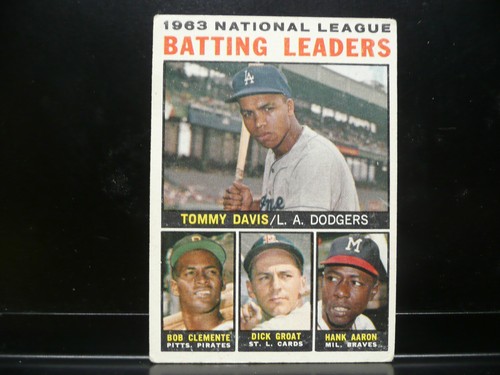 1963 NATIONAL LEAGUE
BATTING LEADERS
LA
TOMMY DAVIS/L. A. DODGERS
M
BOB CLEMENTE
PITTS. PIRATES
DICK GROAT
ST. L. CARDS
HANK AARON
MIL. BRAVES